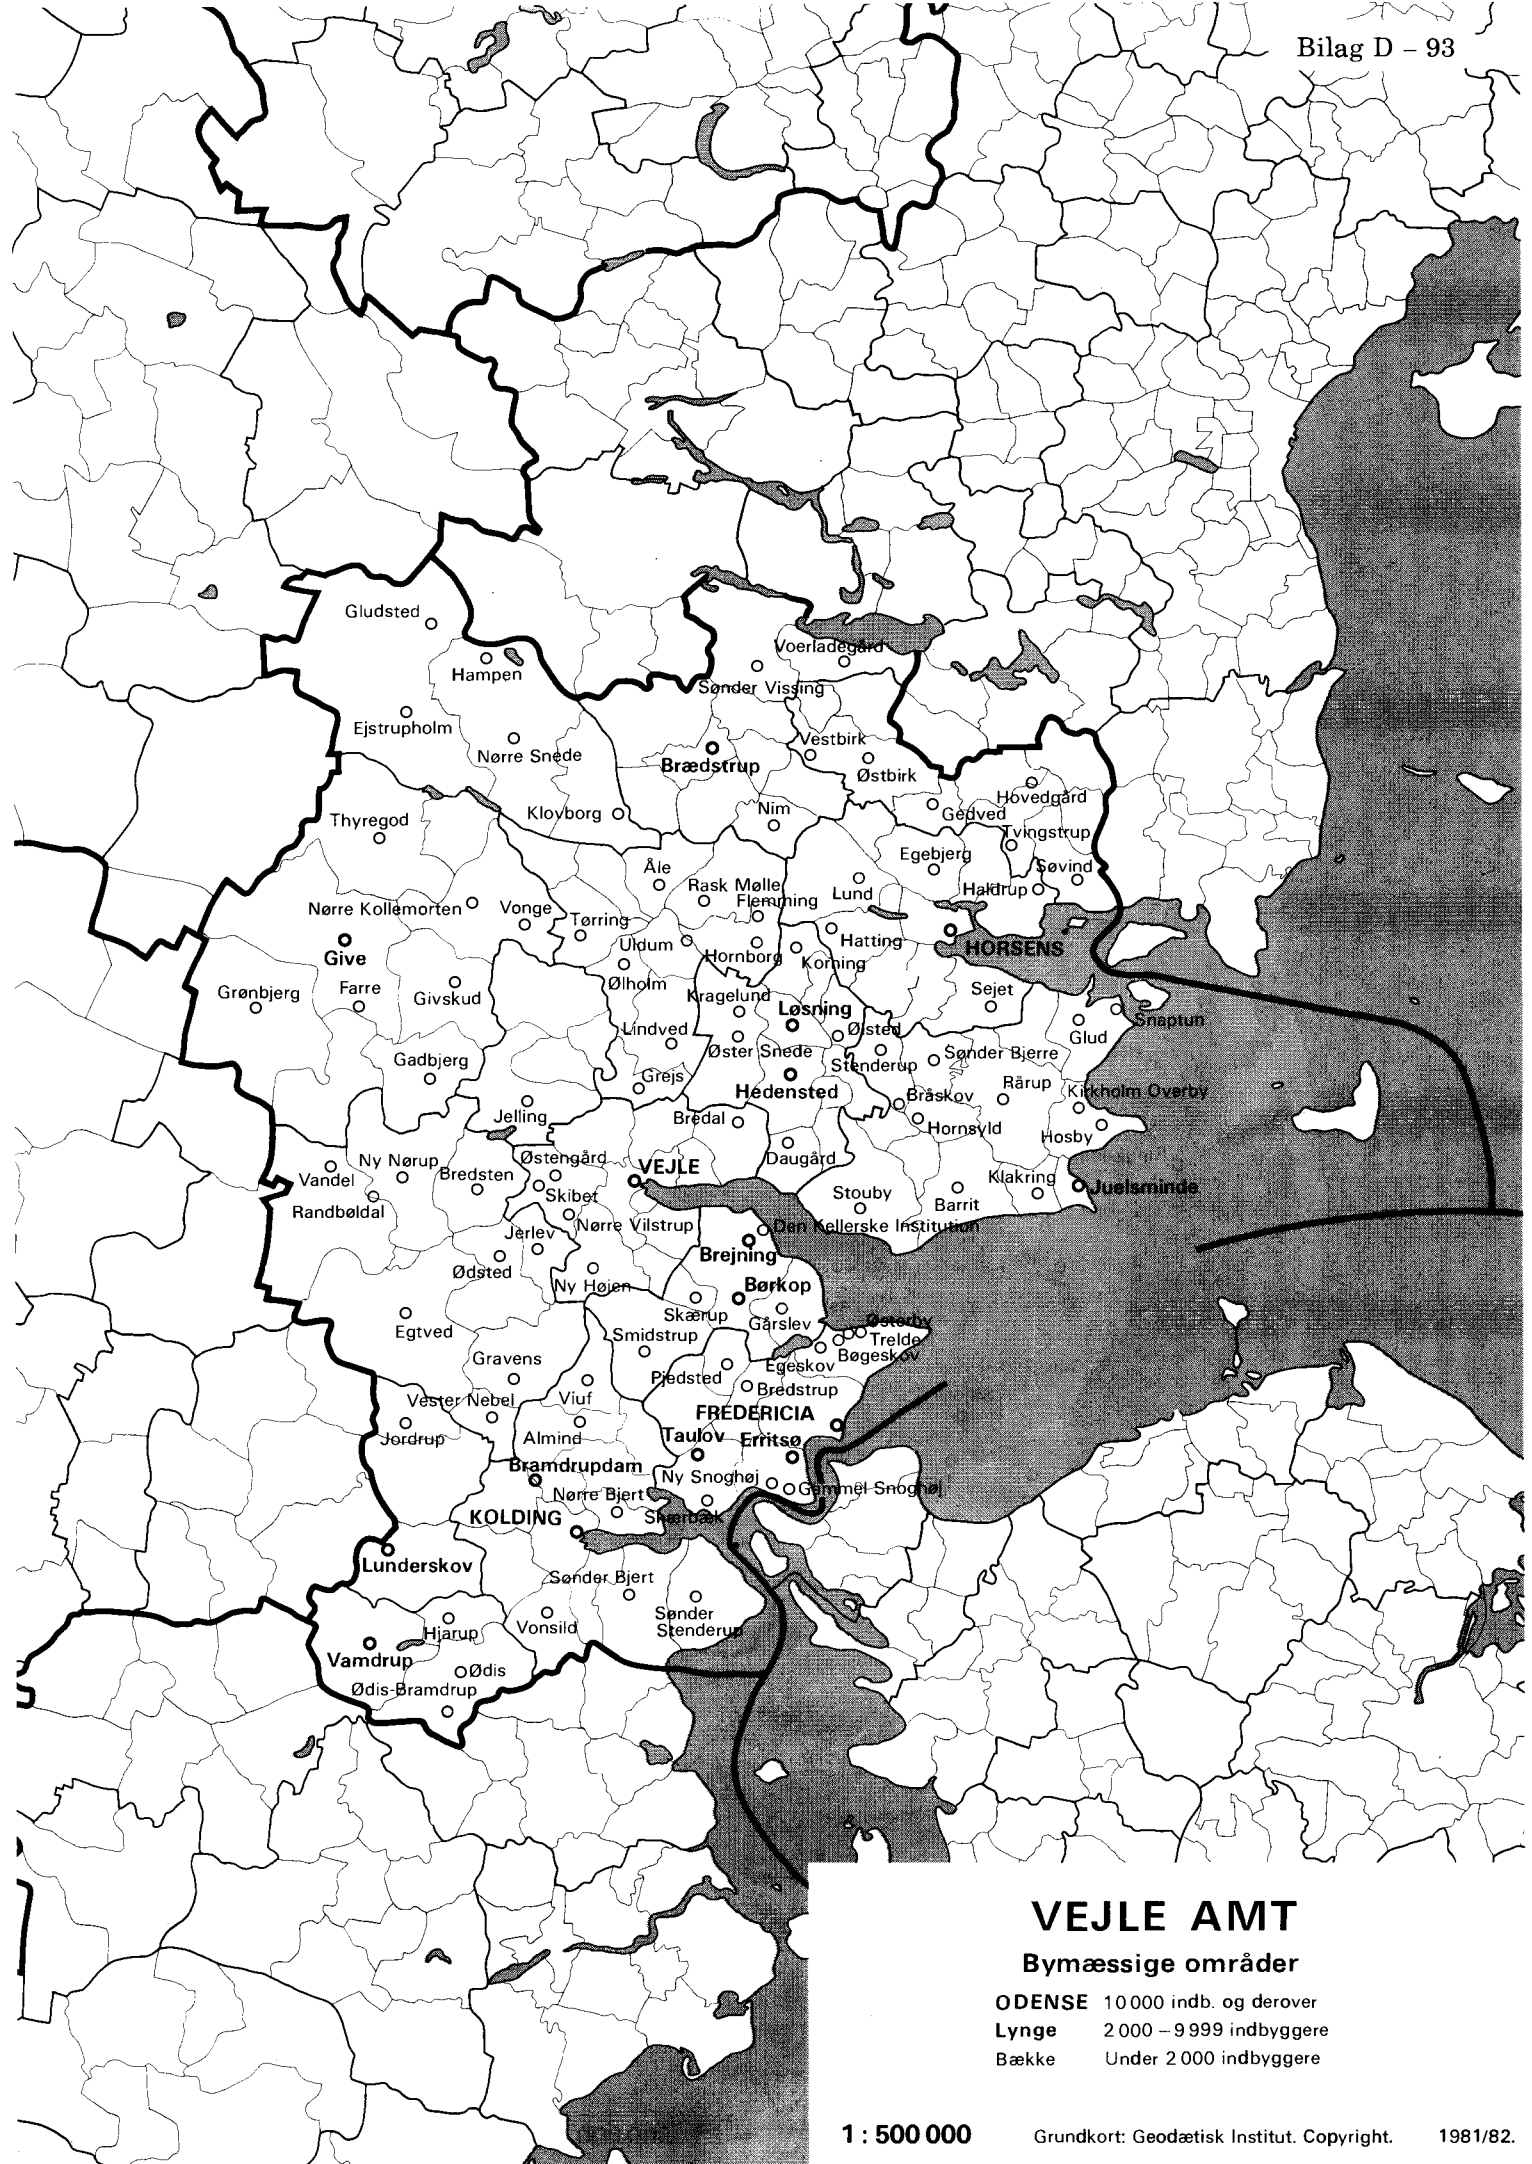 Bilag D – 93
Gludsted
Hampen
Voerladegård
Sønder Vissing
Ejstrupholm
Nørre Snede
Vestbirk
Brædstrup
Østbirk
Hovedgård
Klovborg
Nim
Gedved
Thyregod
Tvingstrup
Egebjerg
Åle
Søvind
Rask Mølle
Haldrup
Lund
Flemming
Nørre Kollemorten
Vonge
Tørring
Uldum
Hatting
HORSENS
Give
Hornborg
Korning
Ølholm
Grønbjerg
Farre
Givskud
Kragelund
Sejet
Løsning
Snaptun
Lindved
Ølsted
Glud
Øster Snede
Sønder Bjerre
Gadbjerg
Stenderup
Grejs
Rårup
Hedensted
Bråskov
Kirkholm Overby
Jelling
Bredal
Hornsyld
Hosby
Ny Nørup
Østengård
Daugård
VEJLE
Vandel
Bredsten
Klakring
Juelsminde
Skibet
Stouby
Barrit
Randbøldal
Nørre Vilstrup
Den Kellerske Institution
Jerlev
Brejning
Ødsted
Ny Højen
Børkop
Skærup
Gårslev
Østerby
Egtved
Smidstrup
Trelde
Bøgeskov
Gravens
Egeskov
Pjedsted
Bredstrup
Vester Nebel
Viuf
FREDERICIA
Jordrup
Almind
Taulov
Erritsø
Bramdrupdam
Ny Snoghøj
Gammel Snoghøj
Nørre Bjert
KOLDING
Skærbæk
Lunderskov
Sønder Bjert
Sønder
Stenderup
Hjarup
Vonsild
Vamdrup
Ødis
Ødis-Bramdrup
VEJLE AMT
Bymæssige områder
ODENSE 10 000 indb. og derover
Lynge 2 000 – 9 999 indbyggere
Bække Under 2 000 indbyggere
1 : 500 000 Grundkort: Geodætisk Institut. Copyright. 1981/82.